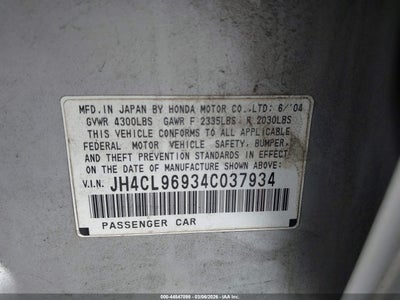 MFD. IN JAPAN BY HONDA MOTOR CO.,LTD: 6/'04
GVWR 4300LBS GAWR F 2335LBS R 2030LBS
THIS VEHICLE CONFORMS TO ALL APPLICABLE
FEDERAL MOTOR VEHICLE SAFETY, BUMPER,
AND THEFT PREVENTION STANDARDS IN EFFECT
ON THE DATE OF MANUFACTURE SHOWN ABOVE.
V.I.N. JH4CL96934C037934
PASSENGER CAR
000-44647090 | 03/06/2026 | IAA Inc.